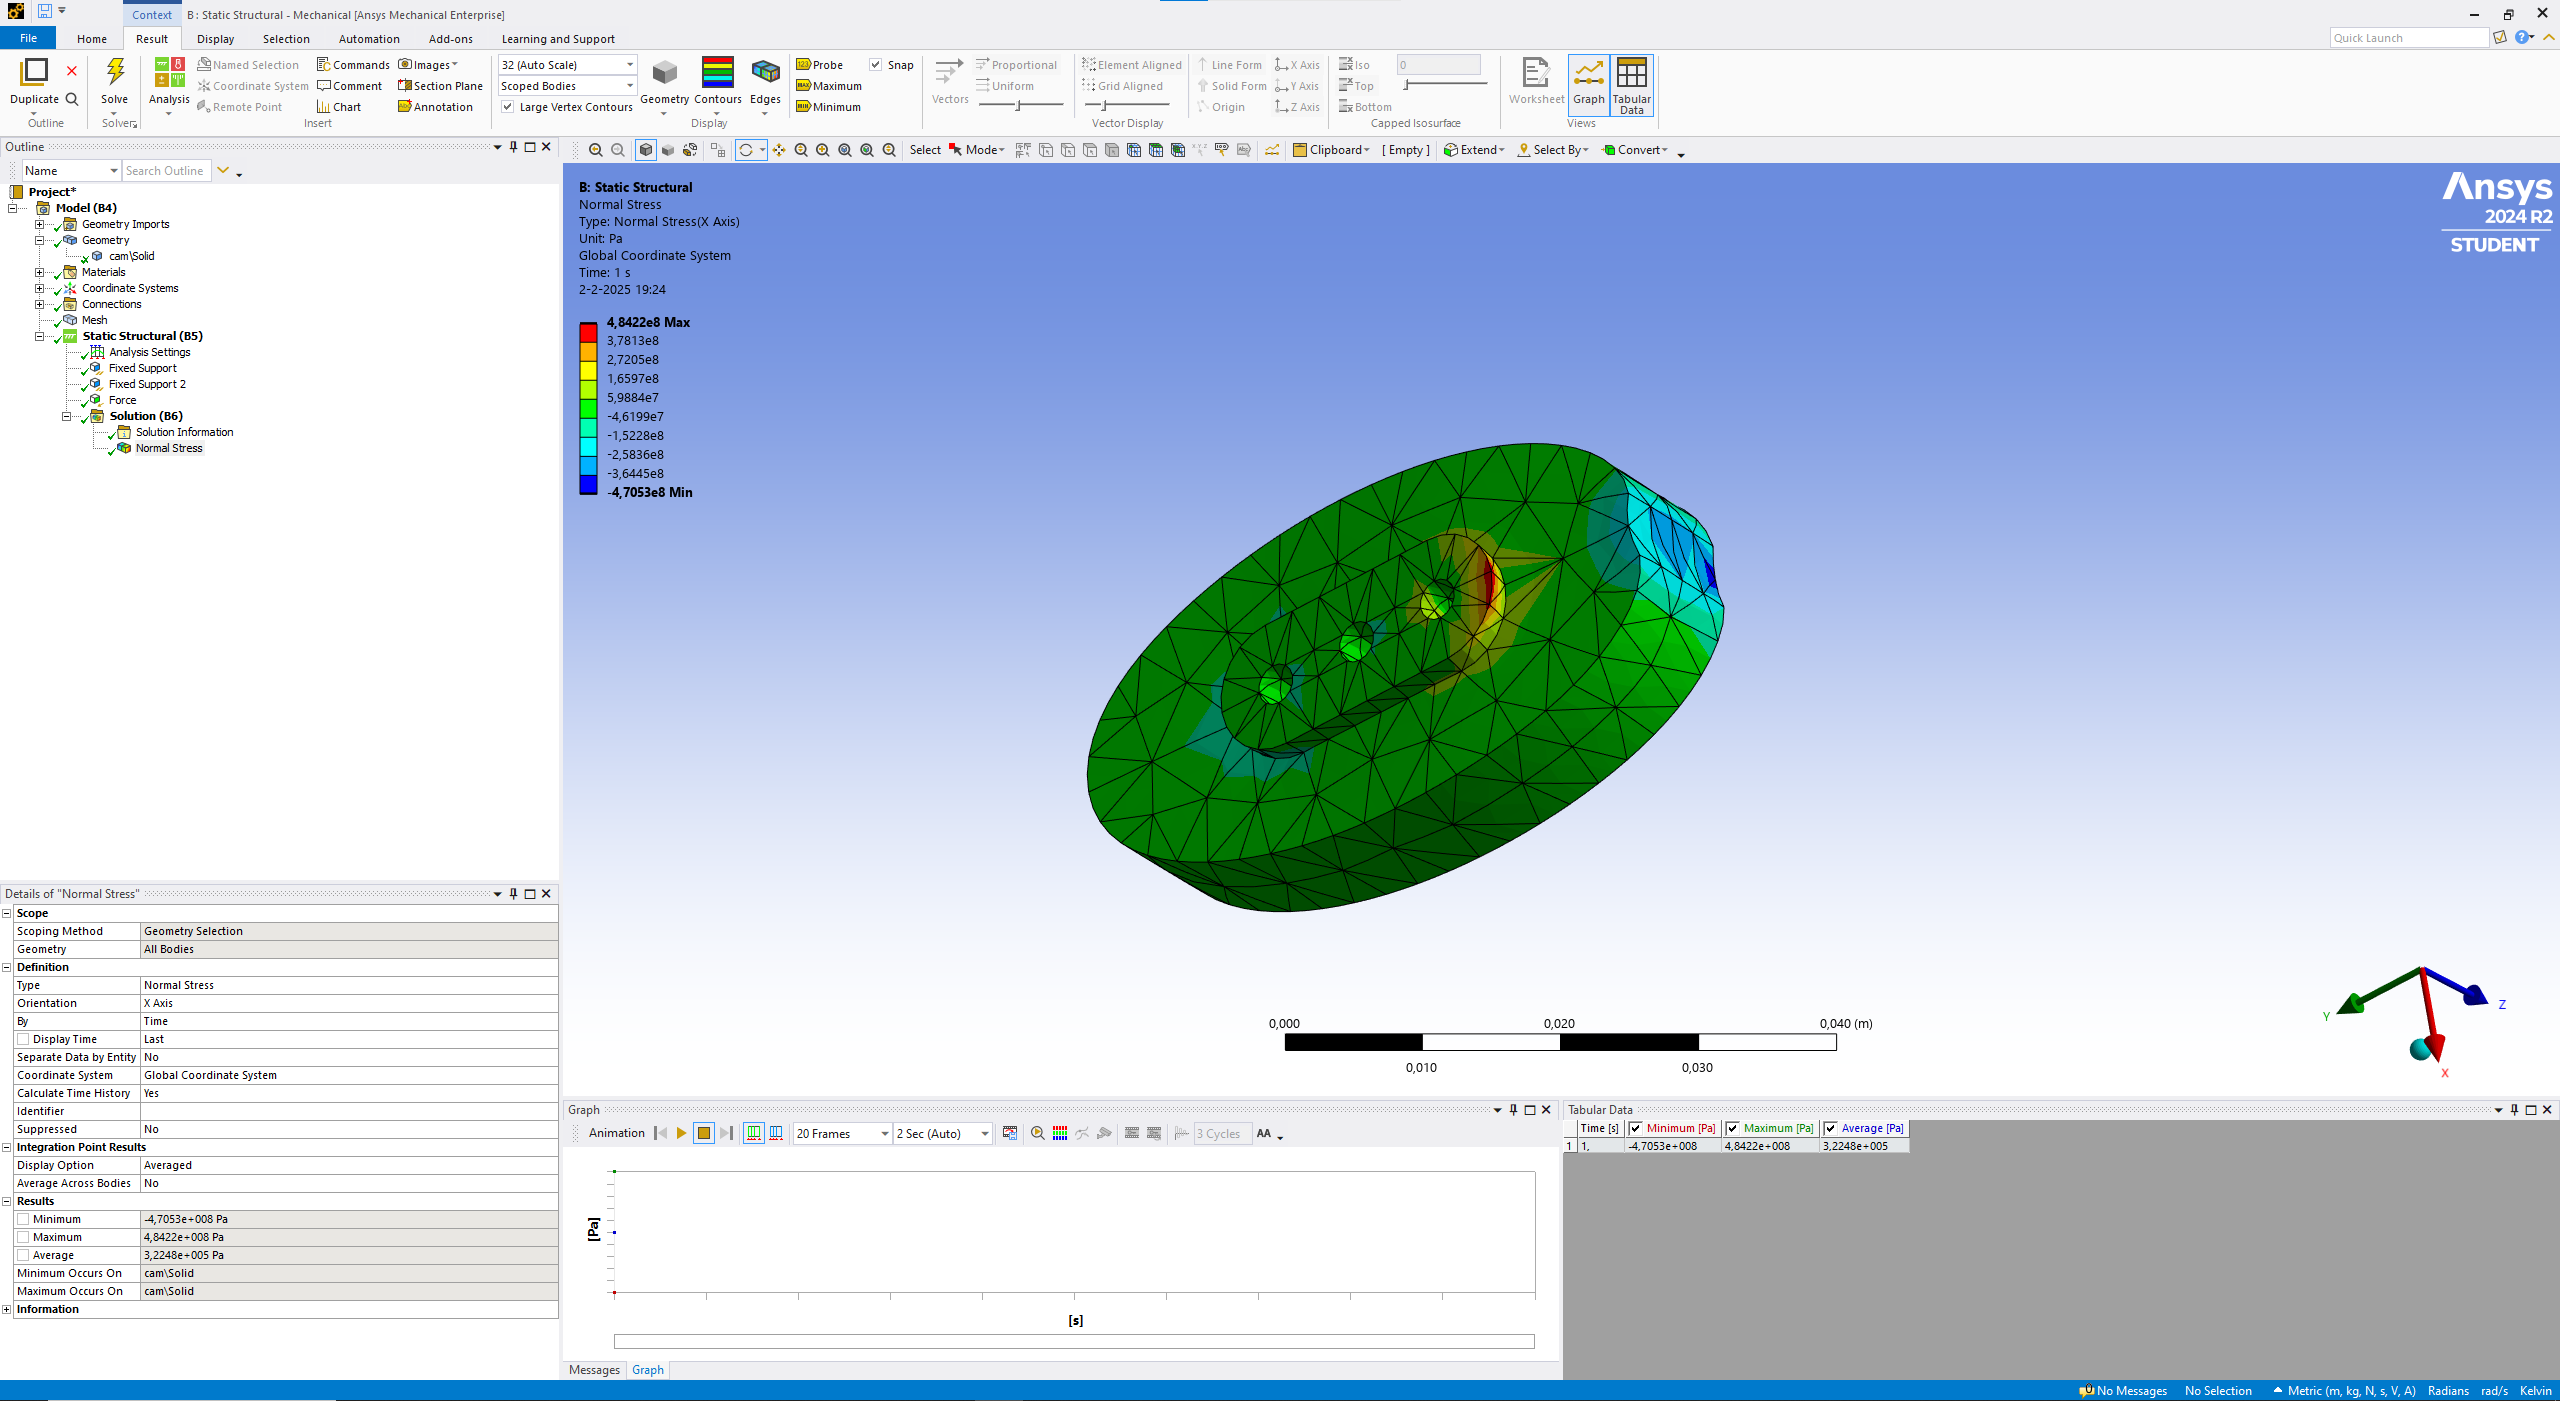 Context
B : Static Structural - Mechanical [Ansys Mechanical Enterprise]
File
Home
Result
Display
Selection
Automation
Add-ons
Learning and Support
Quick Launch
Duplicate
Outline
Solve
Solver
Analysis
Named Selection
Coordinate System
Remote Point
Commands
Comment
Chart
Images
Section Plane
Annotation
Insert
32 (Auto Scale)
Scoped Bodies
Large Vertex Contours
Geometry
Contours
Edges
Display
Probe
Maximum
Minimum
Snap
Vectors
Proportional
Uniform
Element Aligned
Grid Aligned
Vector Display
Line Form
Solid Form
Origin
X Axis
Y Axis
Z Axis
Iso
Top
Bottom
0
Capped Isosurface
Worksheet
Graph
Tabular
Data
Views
Outline
Name
Search Outline
Project*
Model (B4)
Geometry Imports
Geometry
cam\Solid
Materials
Coordinate Systems
Connections
Mesh
Static Structural (B5)
Analysis Settings
Fixed Support
Fixed Support 2
Force
Solution (B6)
Solution Information
Normal Stress
Select
Mode
Clipboard
[ Empty ]
Extend
Select By
Convert
B: Static Structural
Normal Stress
Type: Normal Stress(X Axis)
Unit: Pa
Global Coordinate System
Time: 1 s
2-2-2025 19:24
4,8422e8 Max
3,7813e8
2,7205e8
1,6597e8
5,9884e7
-4,6199e7
-1,5228e8
-2,5836e8
-3,6445e8
-4,7053e8 Min
Ansys
2024 R2
STUDENT
0,000
0,020
0,040 (m)
0,010
0,030
Y
Z
X
Details of "Normal Stress"
Scope
Scoping Method Geometry Selection
Geometry All Bodies
Definition
Type Normal Stress
Orientation X Axis
By Time
Display Time Last
Separate Data by Entity No
Coordinate System Global Coordinate System
Calculate Time History Yes
Identifier
Suppressed No
Integration Point Results
Display Option Averaged
Average Across Bodies No
Results
Minimum -4,7053e+008 Pa
Maximum 4,8422e+008 Pa
Average 3,2248e+005 Pa
Minimum Occurs On cam\Solid
Maximum Occurs On cam\Solid
Information
Graph
Animation
20 Frames
2 Sec (Auto)
3 Cycles
AA
[Pa]
[s]
Messages
Graph
Tabular Data
Time [s] Minimum [Pa] Maximum [Pa] Average [Pa]
1 1, -4,7053e+008 4,8422e+008 3,2248e+005
No Messages
No Selection
Metric (m, kg, N, s, V, A)
Radians
rad/s
Kelvin